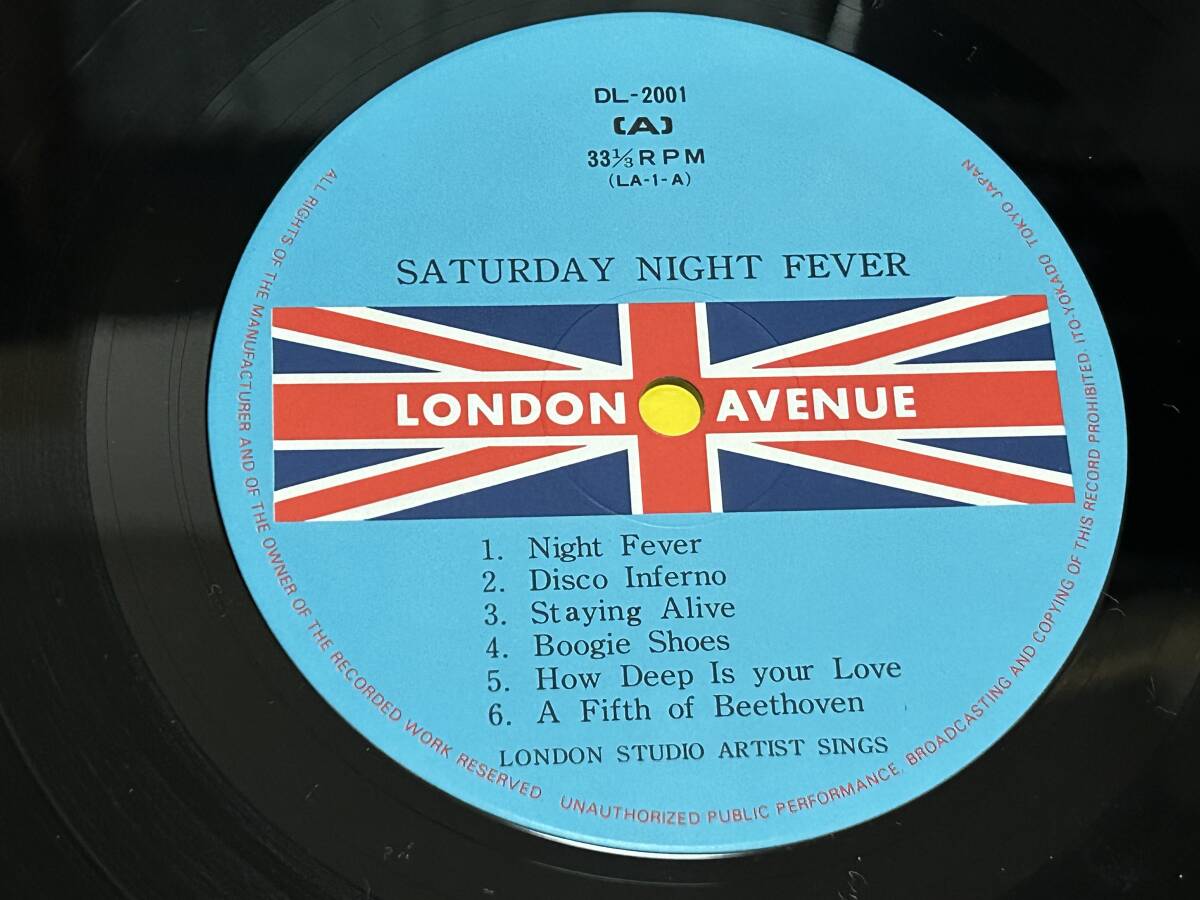 DL-2001
(A)
33⅓ RPM
(LA-1-A)
SATURDAY NIGHT FEVER
LONDON AVENUE
1. Night Fever
2. Disco Inferno
3. Staying Alive
4. Boogie Shoes
5. How Deep Is your Love
6. A Fifth of Beethoven
LONDON STUDIO ARTIST SINGS
ALL RIGHTS OF THE MANUFACTURER AND OF THE OWNER OF THE RECORDED WORK RESERVED. UNAUTHORIZED PUBLIC PERFORMANCE, BROADCASTING AND COPYING OF THIS RECORD PROHIBITED. ITO-YOKADO TOKYO JAPAN